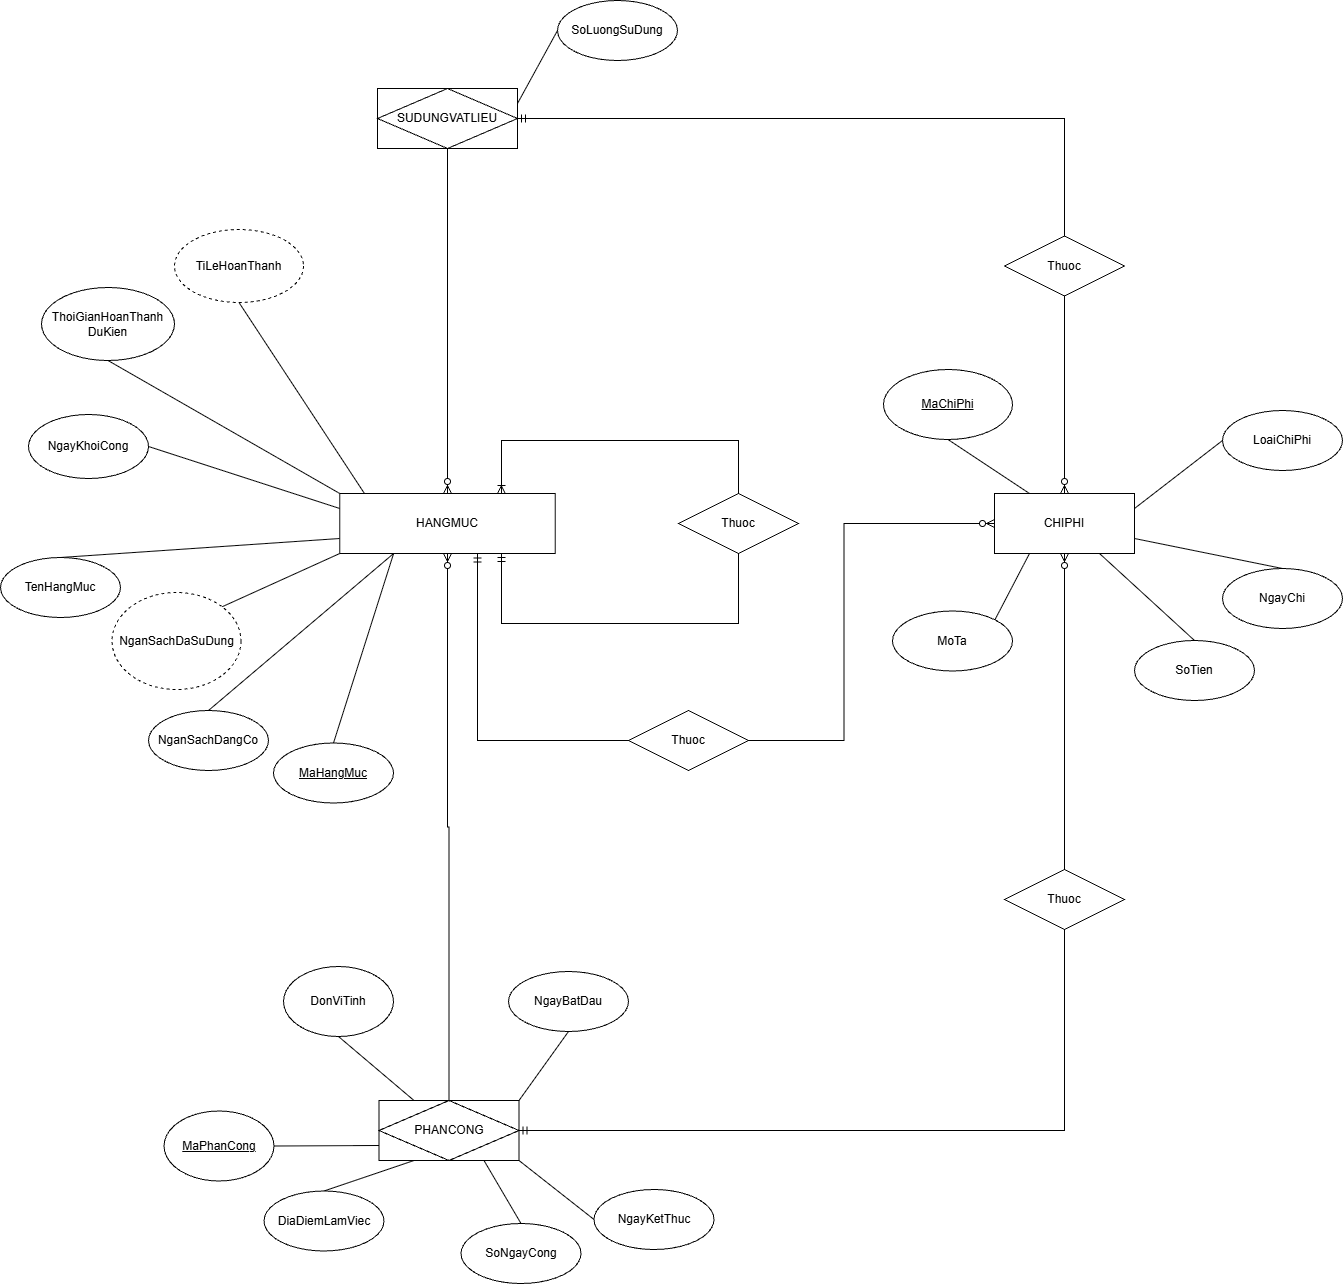 SoLuongSuDung
SUDUNGVATLIEU
TiLeHoanThanh
Thuoc
ThoiGianHoanThanh
DuKien
MaChiPhi
NgayKhoiCong
LoaiChiPhi
HANGMUC
Thuoc
CHIPHI
TenHangMuc
NgayChi
NganSachDaSuDung
MoTa
SoTien
NganSachDangCo
Thuoc
MaHangMuc
Thuoc
DonViTinh
NgayBatDau
PHANCONG
MaPhanCong
DiaDiemLamViec
NgayKetThuc
SoNgayCong